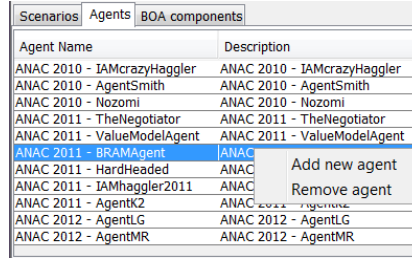 Scenarios Agents BOA components
Agent Name Description
ANAC 2010 - IAMcrazyHaggler ANAC 2010 - IAMcrazyHaggler
ANAC 2010 - AgentSmith ANAC 2010 - AgentSmith
ANAC 2010 - Nozomi ANAC 2010 - Nozomi
ANAC 2011 - TheNegotiator ANAC 2011 - TheNegotiator
ANAC 2011 - ValueModelAgent ANAC 2011 - ValueModelAgent
ANAC 2011 - BRAMAgent ANAC
Add new agent
ANAC 2011 - HardHeaded ANAC
ANAC 2011 - IAMhaggler2011 ANAC
Remove agent
ANAC 2011 - AgentK2 ANAC 2011 - AgentK2
ANAC 2012 - AgentLG ANAC 2012 - AgentLG
ANAC 2012 - AgentMR ANAC 2012 - AgentMR